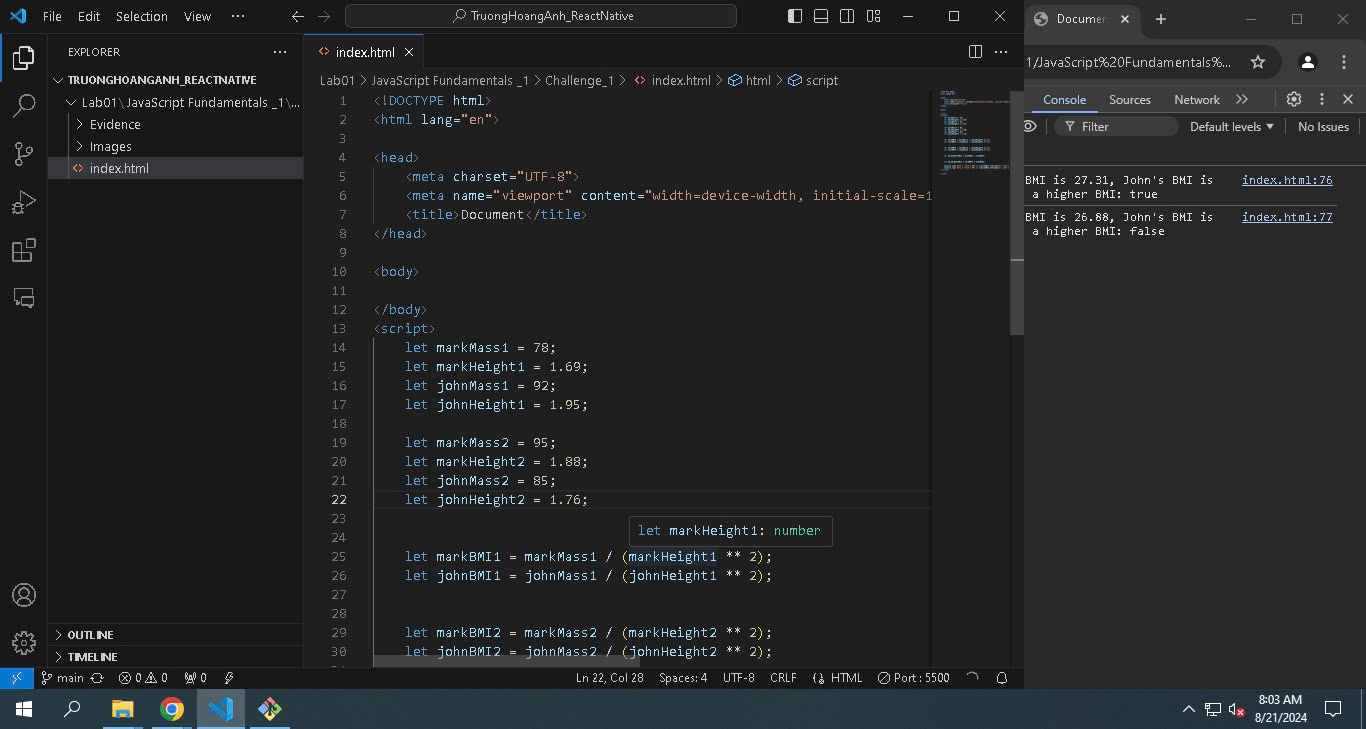 File Edit Selection View ··· TruongHoangAnh_ReactNative
EXPLORER ···
TRUONGHOANGANH_REACTNATIVE
Lab01\JavaScript Fundamentals _1\...
Evidence
Images
<> index.html
OUTLINE
TIMELINE
<> index.html
Lab01 > JavaScript Fundamentals _1 > Challenge_1 > <> index.html > html > script
1 <!DOCTYPE html>
2 <html lang="en">
3
4 <head>
5 <meta charset="UTF-8">
6 <meta name="viewport" content="width=device-width, initial-scale=1
7 <title>Document</title>
8 </head>
9
10 <body>
11
12 </body>
13 <script>
14 let markMass1 = 78;
15 let markHeight1 = 1.69;
16 let johnMass1 = 92;
17 let johnHeight1 = 1.95;
18
19 let markMass2 = 95;
20 let markHeight2 = 1.88;
21 let johnMass2 = 85;
22 let johnHeight2 = 1.76;
23
let markHeight1: number
24
25 let markBMI1 = markMass1 / (markHeight1 ** 2);
26 let johnBMI1 = johnMass1 / (johnHeight1 ** 2);
27
28
29 let markBMI2 = markMass2 / (markHeight2 ** 2);
30 let johnBMI2 = johnMass2 / (johnHeight2 ** 2);
Documen
1/JavaScript%20Fundamentals%...
Console Sources Network
Filter Default levels No Issues
BMI is 27.31, John's BMI is index.html:76
a higher BMI: true
BMI is 26.88, John's BMI is index.html:77
a higher BMI: false
main 0 0 0 Ln 22, Col 28 Spaces: 4 UTF-8 CRLF HTML Port : 5500
8:03 AM
8/21/2024